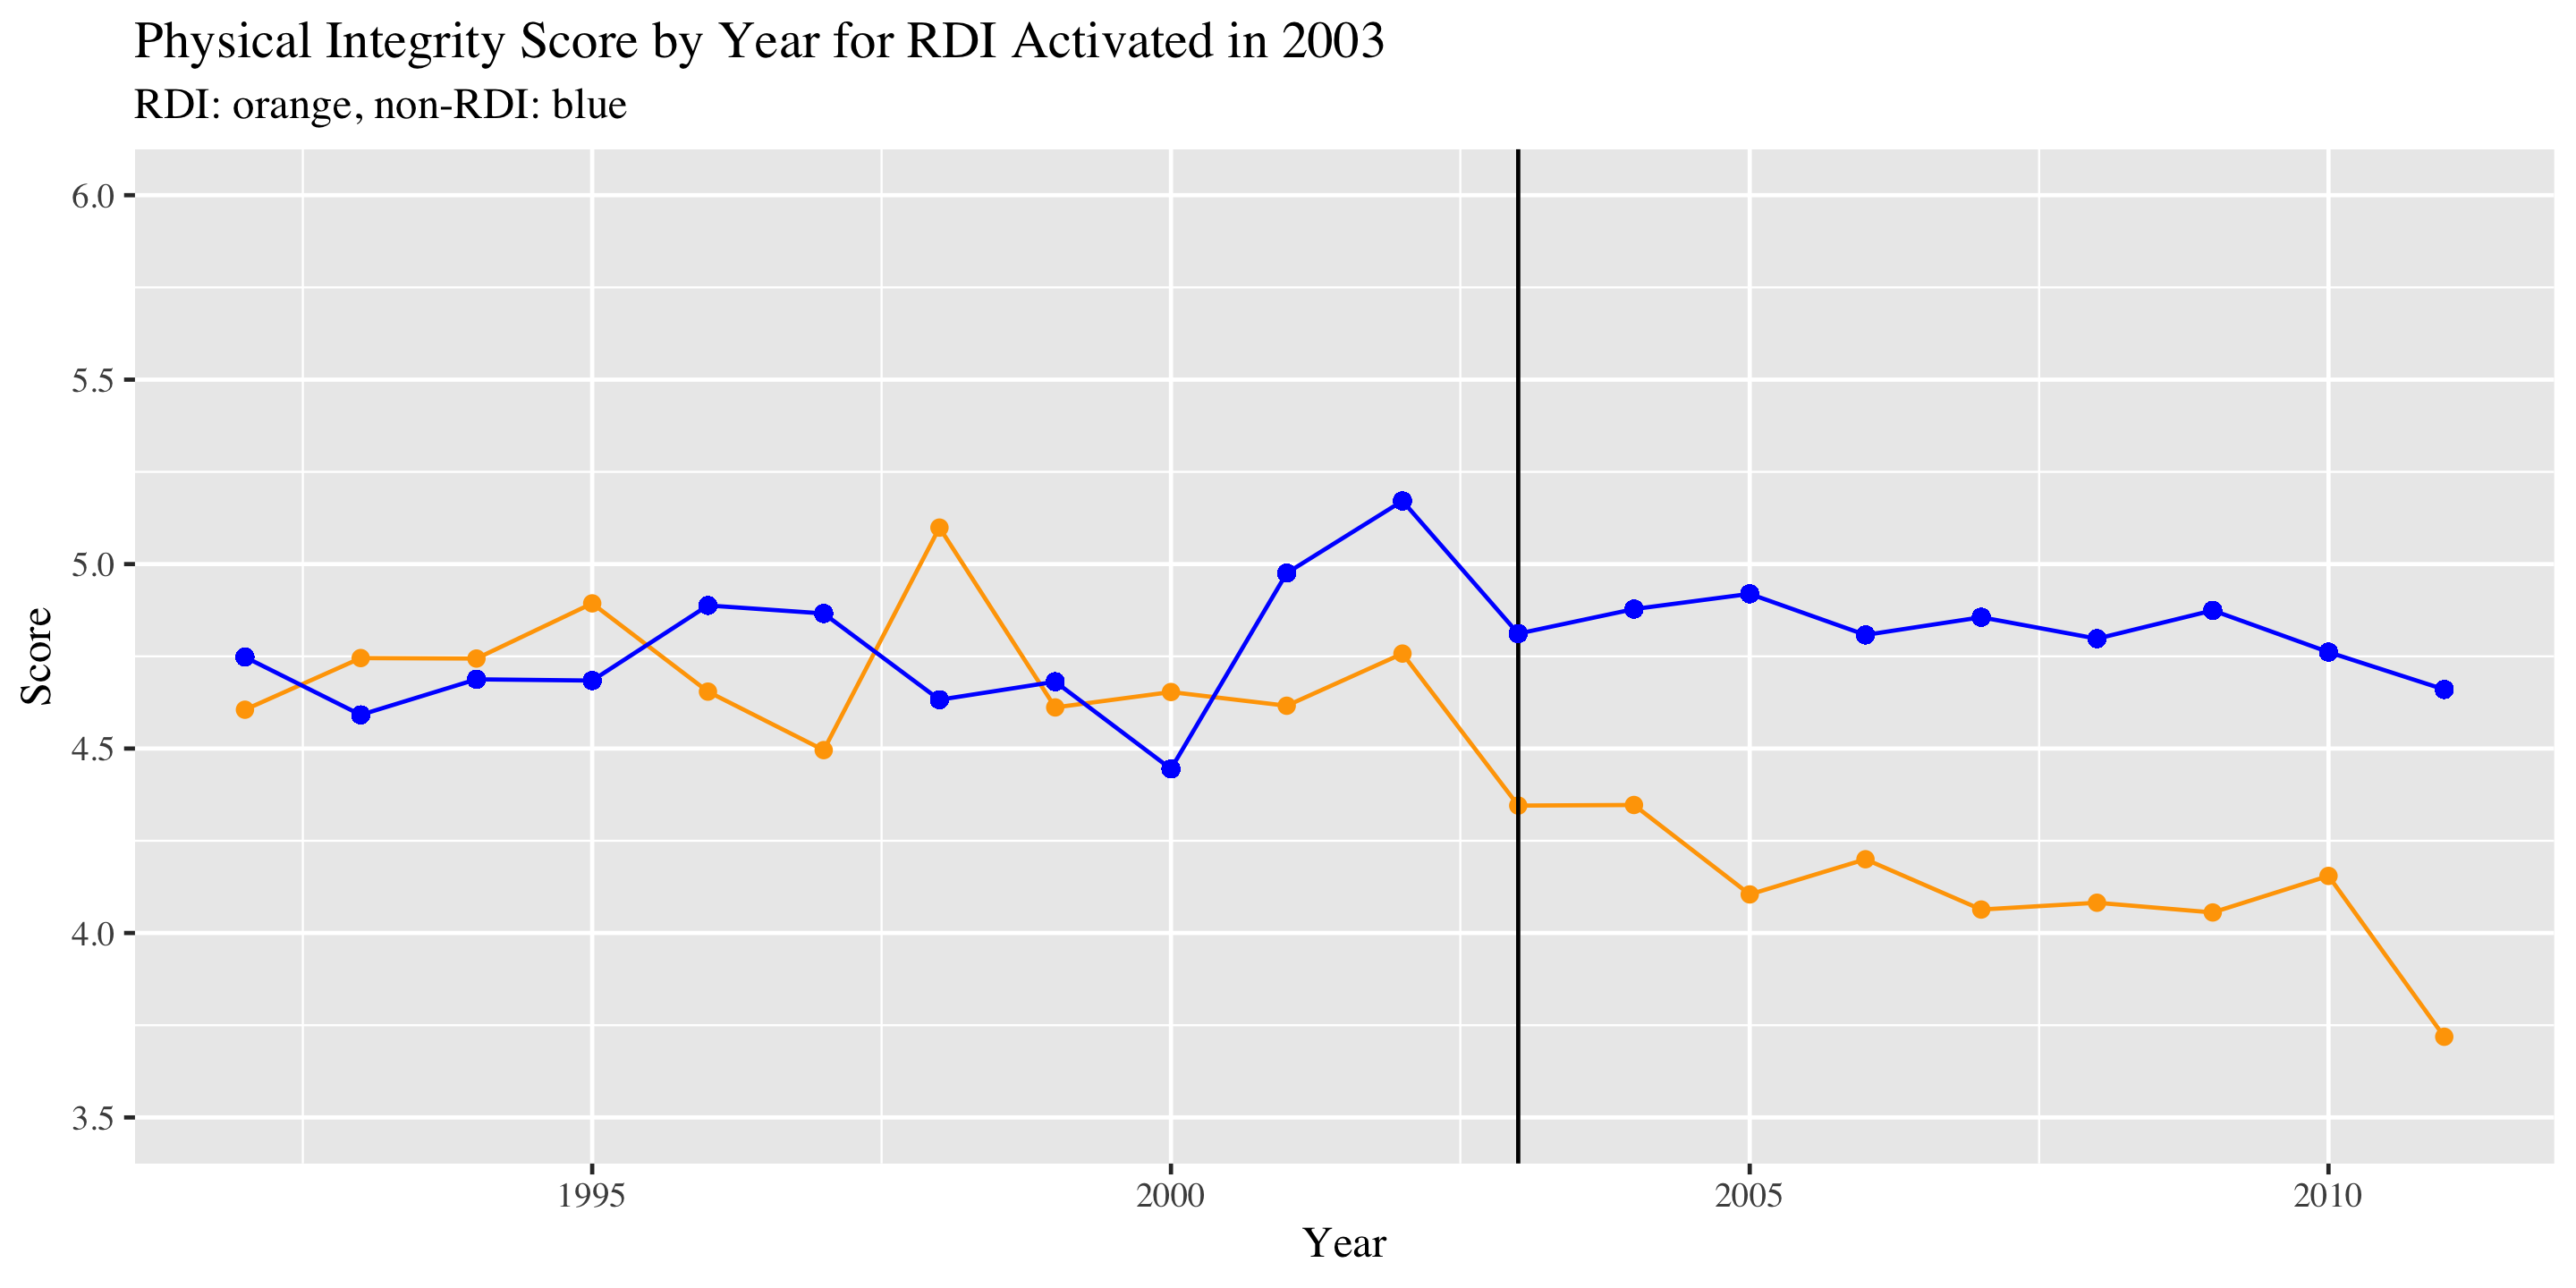 Physical Integrity Score by Year for RDI Activated in 2003
RDI: orange, non-RDI: blue
6.0
5.5
5.0
4.5
4.0
3.5
Score
1995 2000 2005 2010
Year